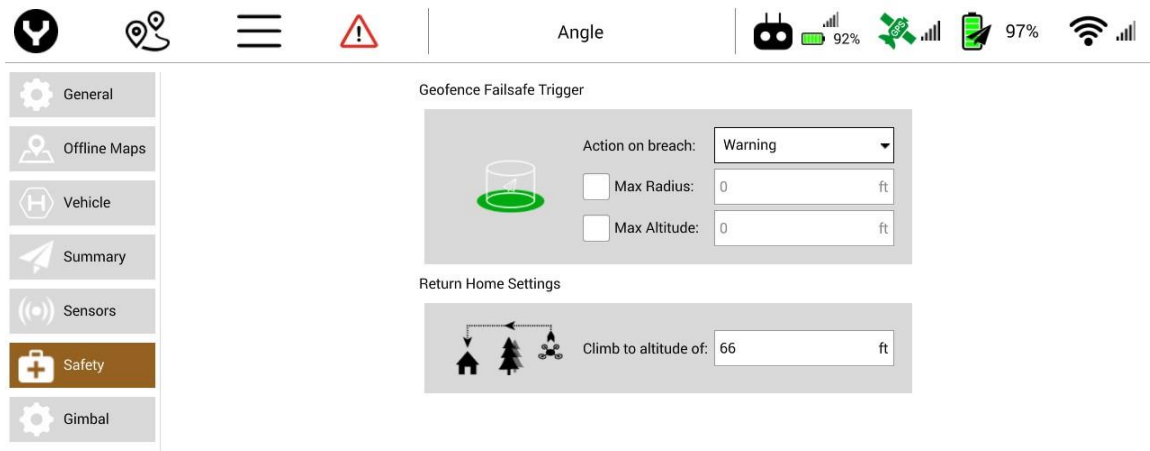 Angle
92%
GPS
97%
General
Offline Maps
Vehicle
Summary
Sensors
Safety
Gimbal
Geofence Failsafe Trigger
Action on breach: Warning
Max Radius: 0 ft
Max Altitude: 0 ft
Return Home Settings
Climb to altitude of: 66 ft